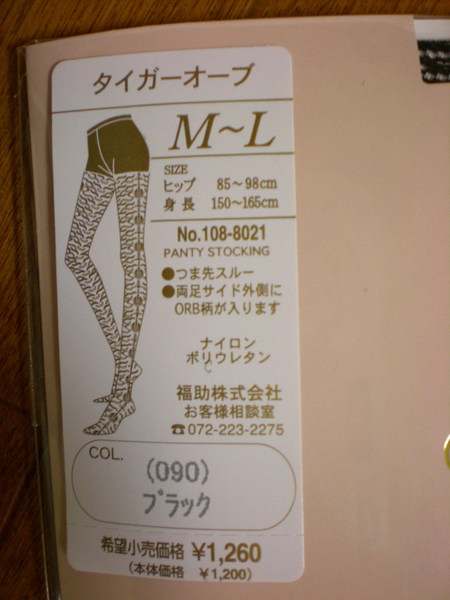 タイガーオーブ
M~L
SIZE
ヒップ 85〜98cm
身長 150〜165cm
No.108-8021
PANTY STOCKING
●つま先スルー
●両足サイド外側に
ORB柄が入ります
ナイロン
ポリウレタン
福助株式会社
お客様相談室
☎072-223-2275
COL.
(090)
ブラック
希望小売価格 ¥1,260
(本体価格 ¥1,200)